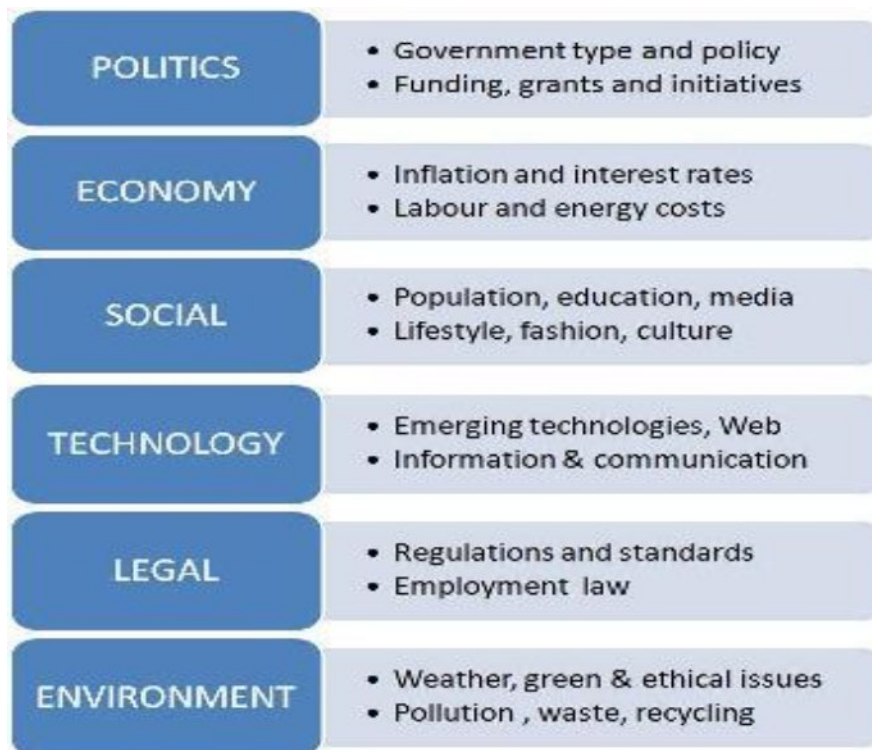 POLITICS
• Government type and policy
• Funding, grants and initiatives
ECONOMY
• Inflation and interest rates
• Labour and energy costs
SOCIAL
• Population, education, media
• Lifestyle, fashion, culture
TECHNOLOGY
• Emerging technologies, Web
• Information & communication
LEGAL
• Regulations and standards
• Employment law
ENVIRONMENT
• Weather, green & ethical issues
• Pollution , waste, recycling